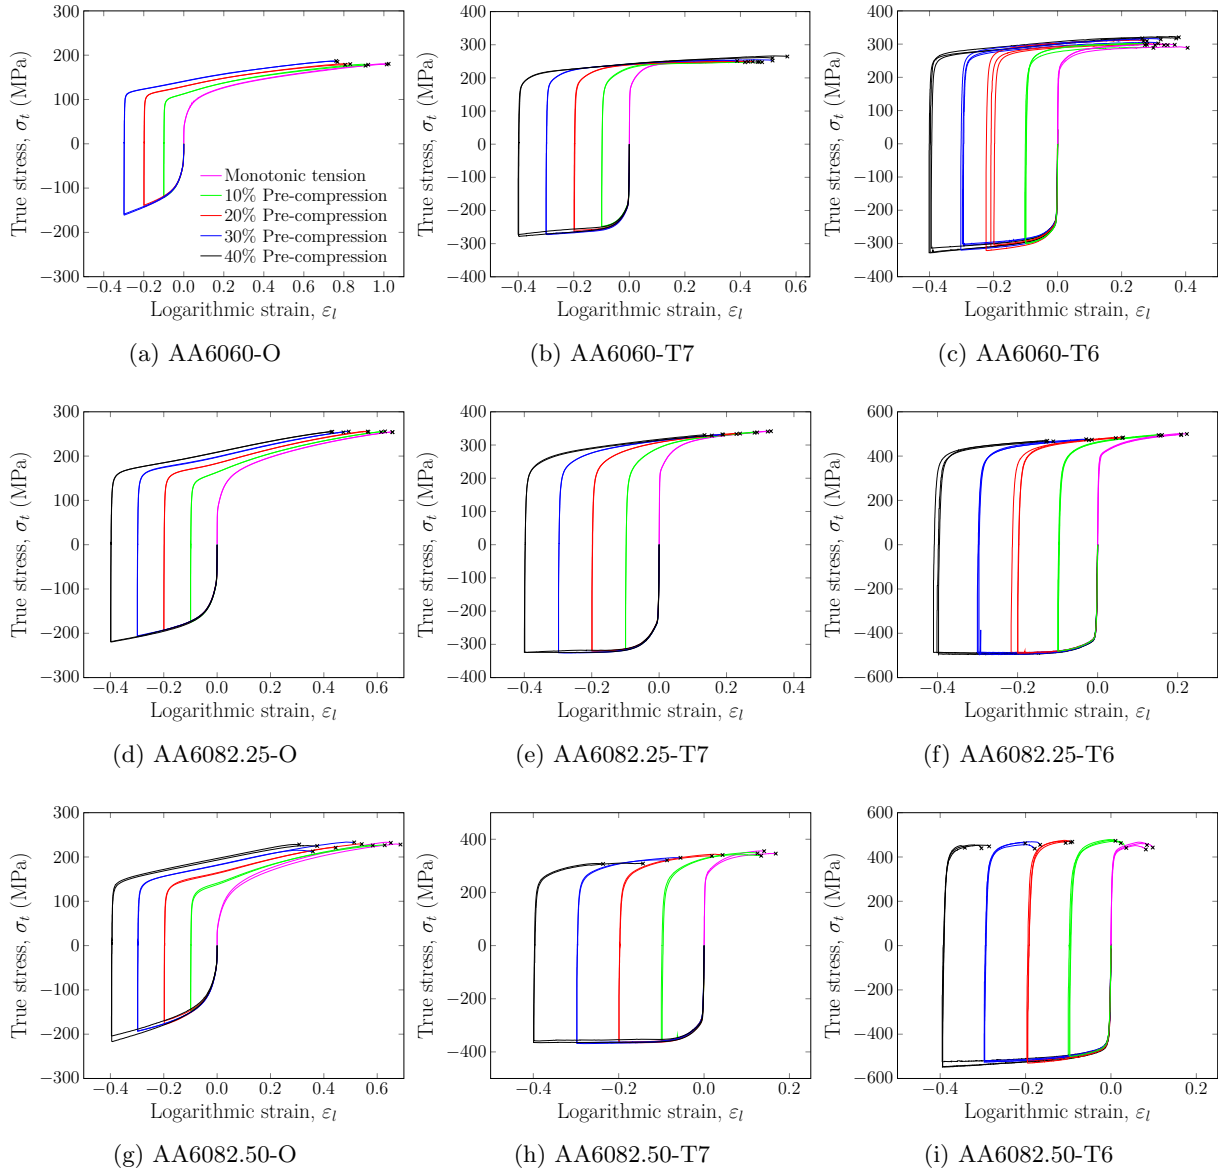 400
300
200
100
0
−100
−200
−300
True stress, σt (MPa)
−0.4 −0.2 0.0 0.2 0.4 0.6 0.8 1.0
Logarithmic strain, εl
Monotonic tension
10% Pre-compression
20% Pre-compression
30% Pre-compression
40% Pre-compression
(a) AA6060-O
400
300
200
100
0
−100
−200
−300
−400
True stress, σt (MPa)
−0.4 −0.2 0.0 0.2 0.4 0.6
Logarithmic strain, εl
(b) AA6060-T7
400
300
200
100
0
−100
−200
−300
−400
True stress, σt (MPa)
−0.4 −0.2 0.0 0.2 0.4
Logarithmic strain, εl
(c) AA6060-T6
300
200
100
0
−100
−200
−300
True stress, σt (MPa)
−0.4 −0.2 0.0 0.2 0.4 0.6
Logarithmic strain, εl
(d) AA6082.25-O
400
300
200
100
0
−100
−200
−300
−400
True stress, σt (MPa)
−0.4 −0.2 0.0 0.2 0.4
Logarithmic strain, εl
(e) AA6082.25-T7
600
400
200
0
−200
−400
−600
True stress, σt (MPa)
−0.4 −0.2 0.0 0.2
Logarithmic strain, εl
(f) AA6082.25-T6
300
200
100
0
−100
−200
−300
True stress, σt (MPa)
−0.4 −0.2 0.0 0.2 0.4 0.6
Logarithmic strain, εl
(g) AA6082.50-O
400
200
0
−200
−400
True stress, σt (MPa)
−0.4 −0.2 0.0 0.2
Logarithmic strain, εl
(h) AA6082.50-T7
600
400
200
0
−200
−400
−600
True stress, σt (MPa)
−0.4 −0.2 0.0 0.2
Logarithmic strain, εl
(i) AA6082.50-T6